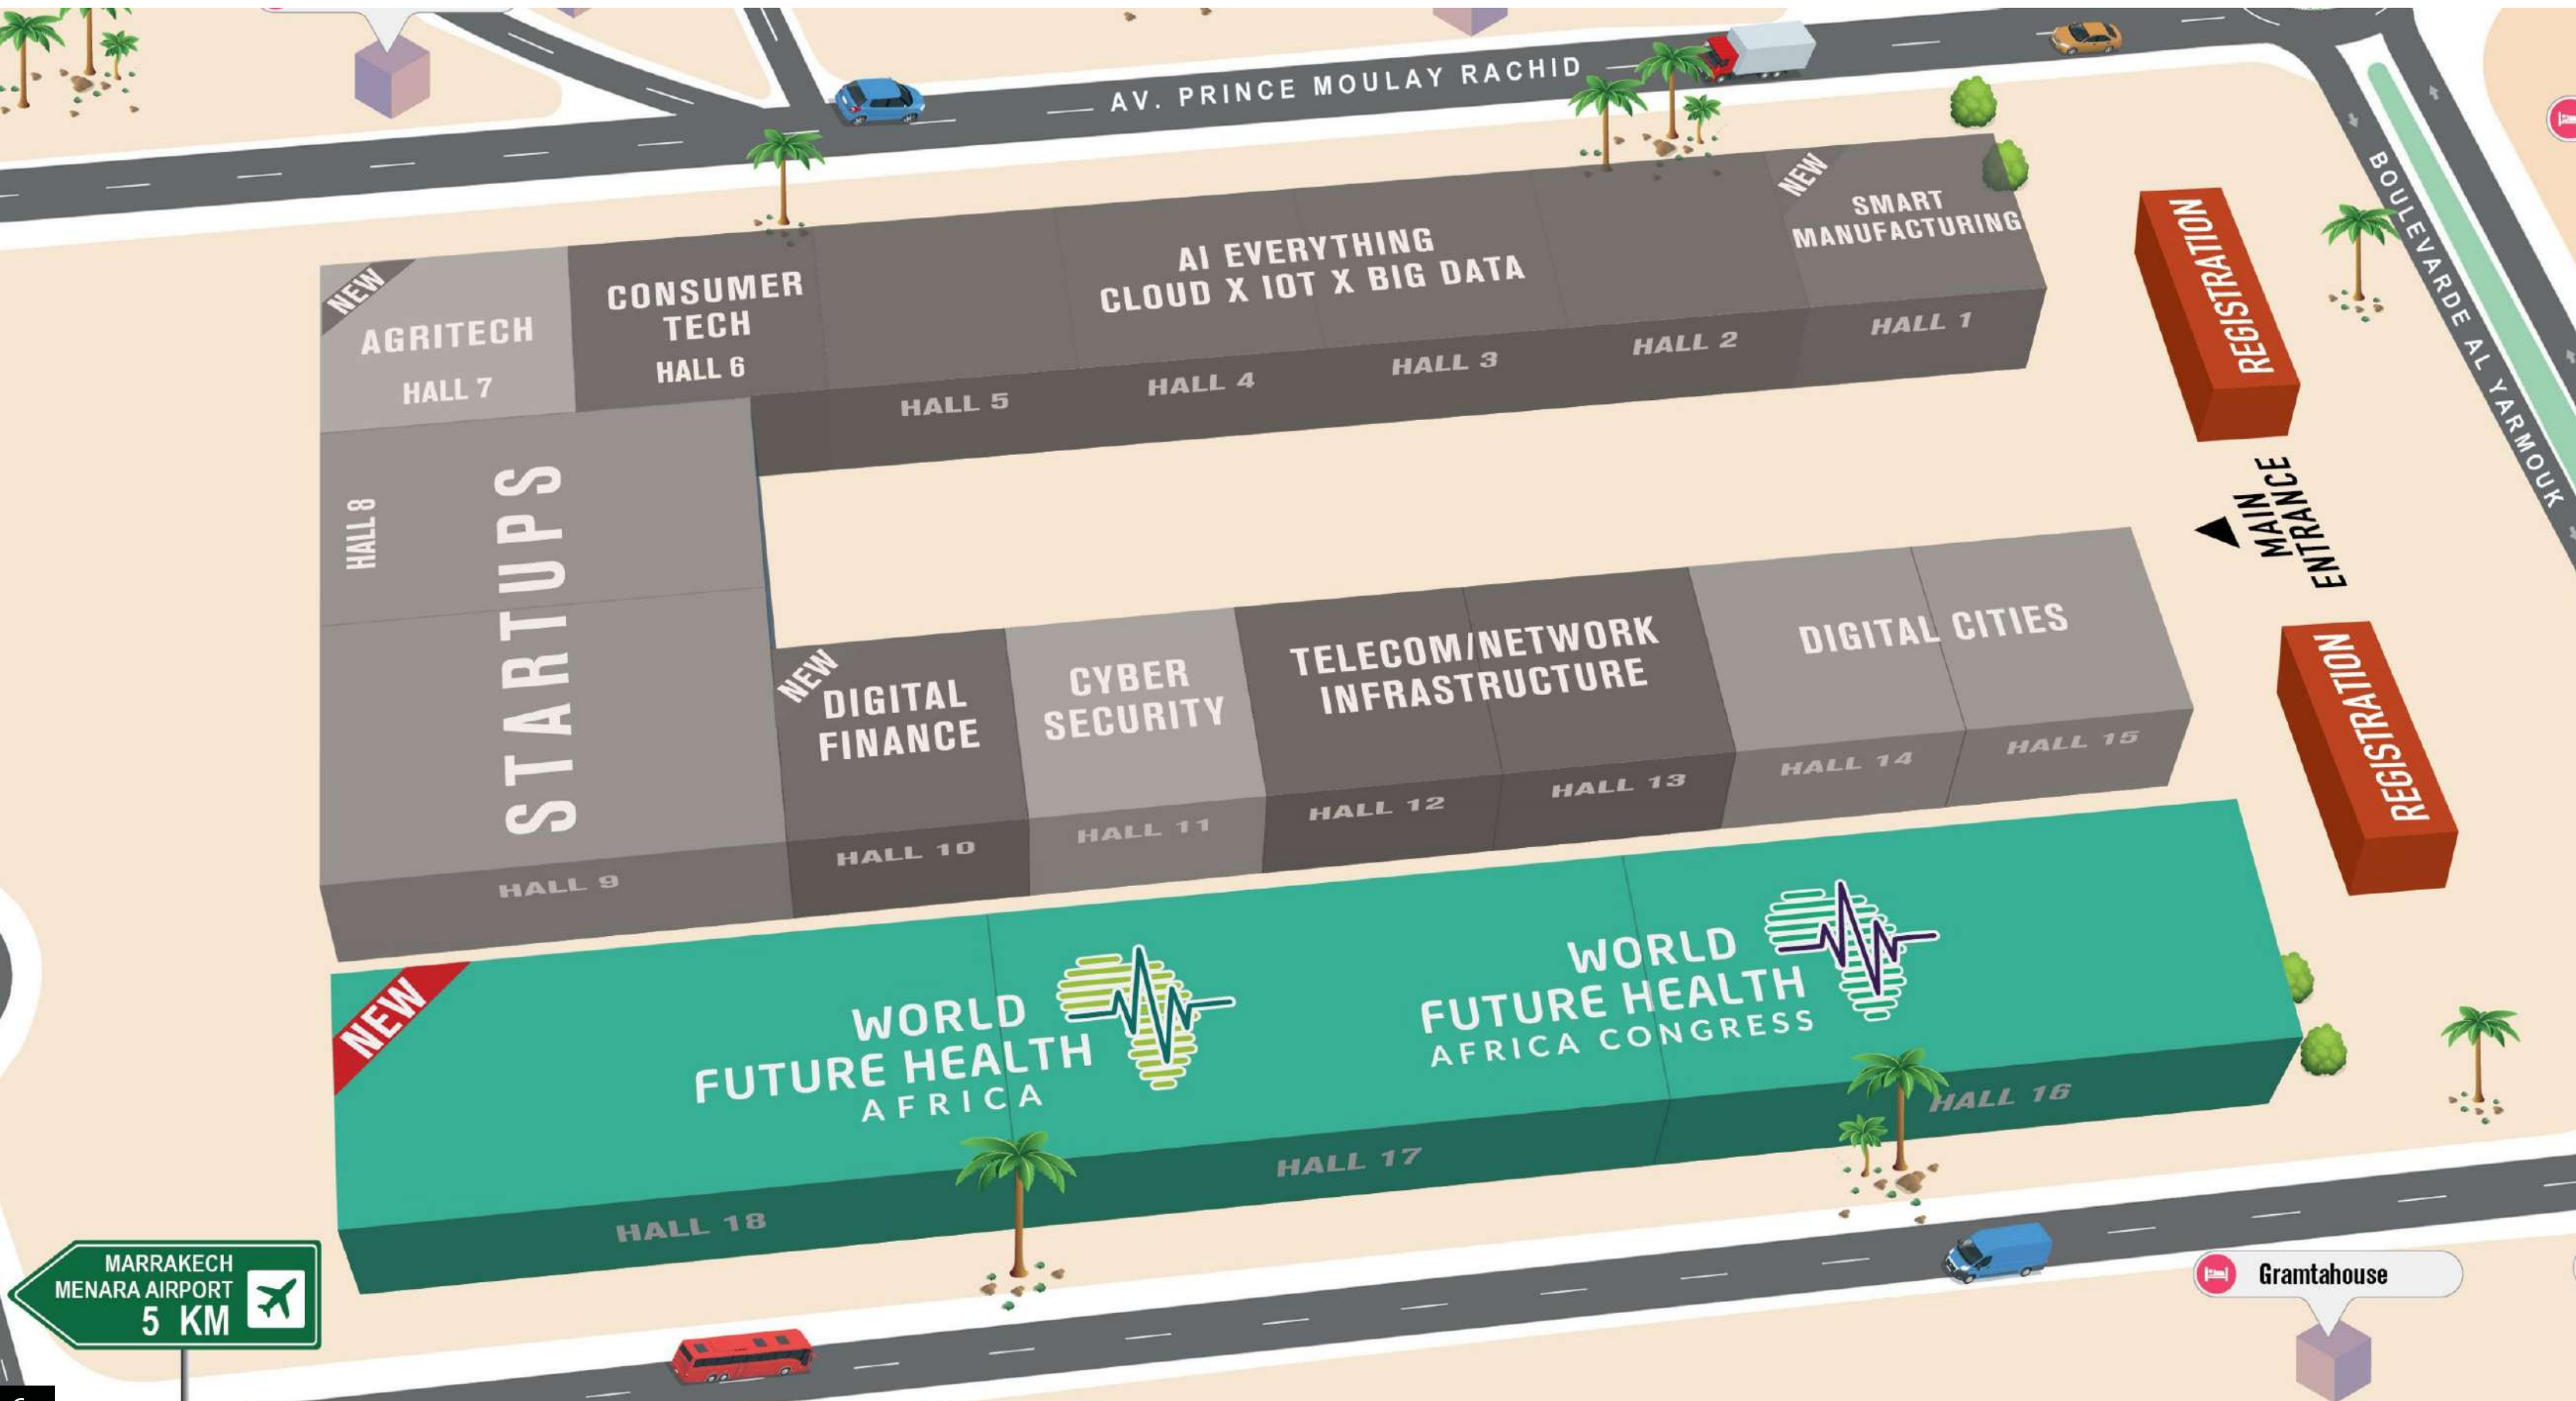 AV. PRINCE MOULAY RACHID
BOULEVARDE AL YARMOUK
NEW
AGRITECH
HALL 7
CONSUMER
TECH
HALL 6
AI EVERYTHING
CLOUD X IOT X BIG DATA
NEW
SMART
MANUFACTURING
HALL 5
HALL 4
HALL 3
HALL 2
HALL 1
REGISTRATION
MAIN
ENTRANCE
REGISTRATION
HALL 8
STARTUPS
HALL 9
NEW
DIGITAL
FINANCE
HALL 10
CYBER
SECURITY
HALL 11
TELECOM/NETWORK
INFRASTRUCTURE
HALL 12
HALL 13
DIGITAL CITIES
HALL 14
HALL 15
NEW
WORLD
FUTURE HEALTH
AFRICA
WORLD
FUTURE HEALTH
AFRICA CONGRESS
HALL 18
HALL 17
HALL 16
MARRAKECH
MENARA AIRPORT
5 KM
Gramtahouse